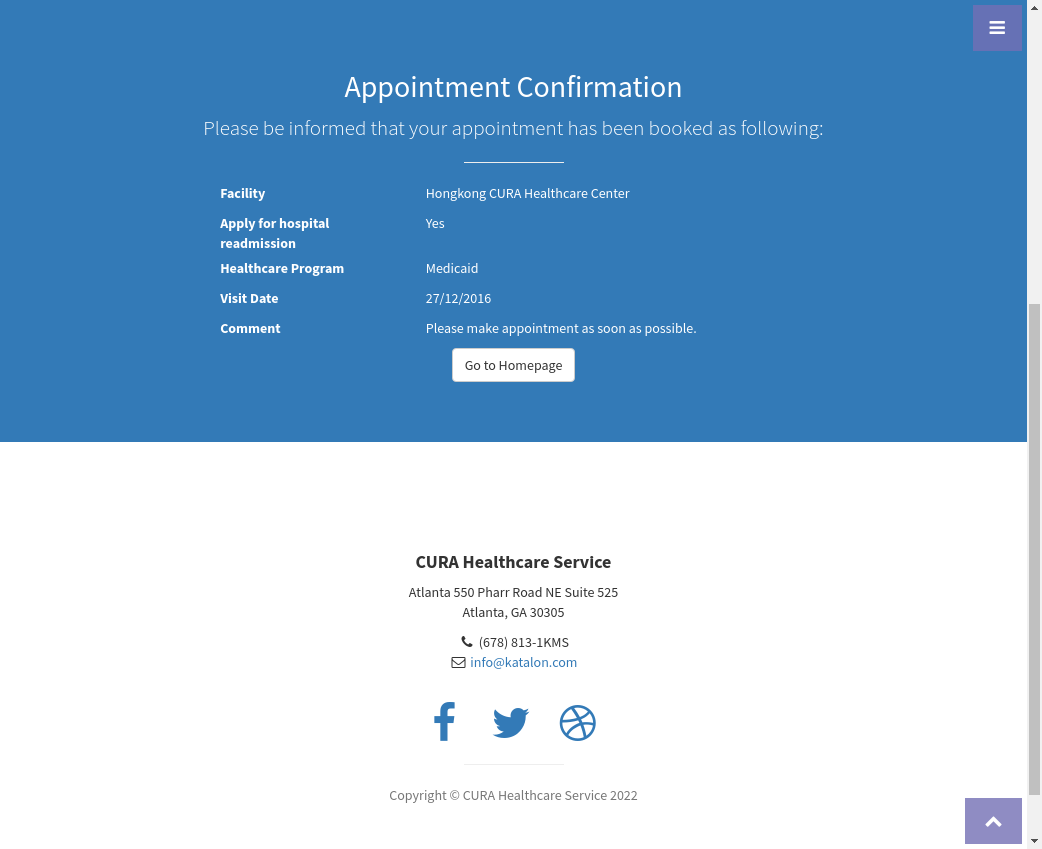 Appointment Confirmation
Please be informed that your appointment has been booked as following:
Facility Hongkong CURA Healthcare Center
Apply for hospital Yes
readmission
Healthcare Program Medicaid
Visit Date 27/12/2016
Comment Please make appointment as soon as possible.
Go to Homepage
CURA Healthcare Service
Atlanta 550 Pharr Road NE Suite 525
Atlanta, GA 30305
(678) 813-1KMS
info@katalon.com
Copyright © CURA Healthcare Service 2022